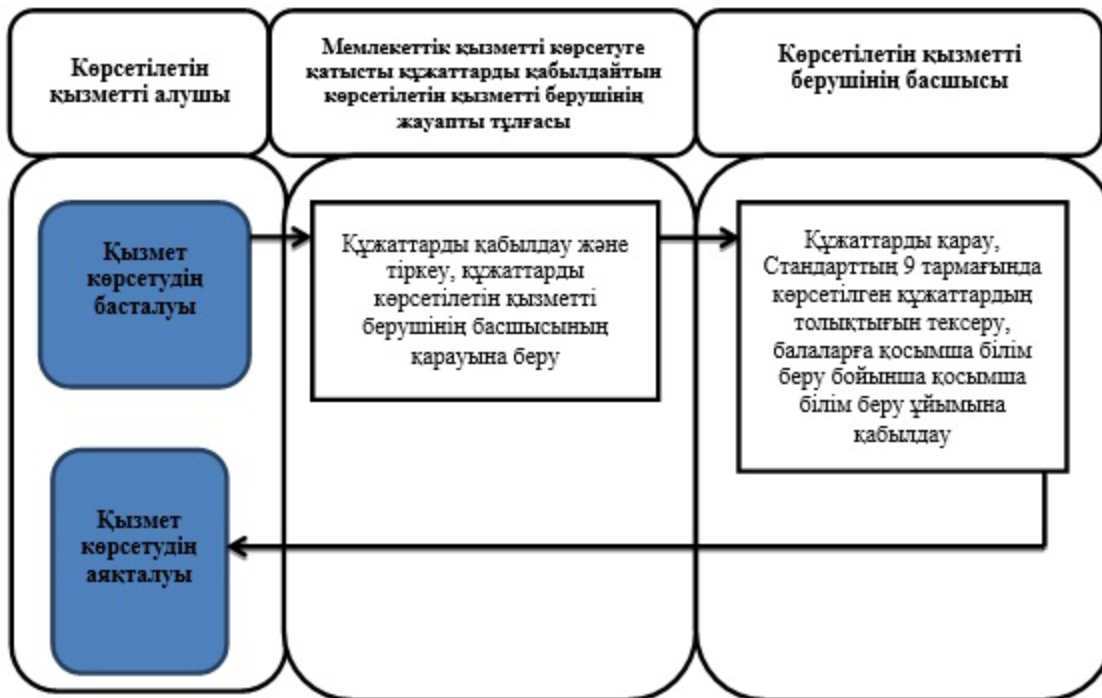 Көрсетілетін
қызметті алушы
Мемлекеттік қызметті көрсетуге
қатысты құжаттарды қабылдайтын
көрсетілетін қызметті берушінің
жауапты тұлғасы
Көрсетілетін қызметті
берушінің басшысы
Қызмет
көрсетудің
басталуы
Құжаттарды қабылдау және
тіркеу, құжаттарды
көрсетілетін қызметті
берушінің басшысының
қарауына беру
Құжаттарды қарау,
Стандарттың 9 тармағында
көрсетілген құжаттардың
толықтығын тексеру,
балаларға қосымша білім
беру бойынша қосымша
білім беру ұйымына
қабылдау
Қызмет
көрсетудің
аяқталуы